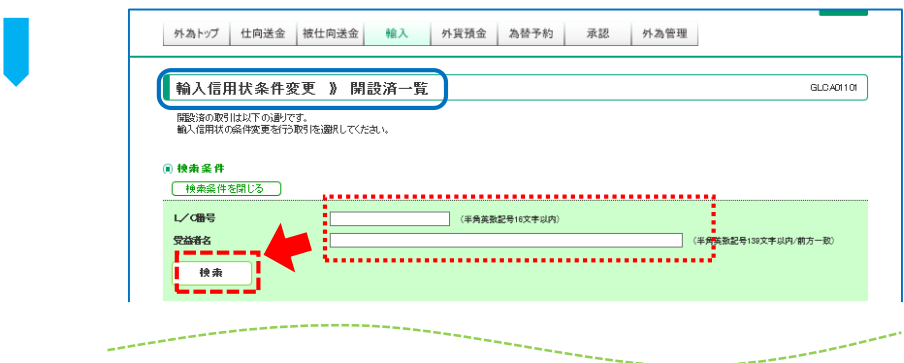 外為トップ 仕向送金 被仕向送金 輸入 外貨預金 為替予約 承認 外為管理
輸入信用状条件変更 》 開設済一覧 GLCA01101
開設済の取引は以下の通りです。
輸入信用状の条件変更を行う取引を選択してください。
検索条件
検索条件を閉じる
L/C番号 (半角英数記号16文字以内)
受益者名 (半角英数記号139文字以内/前方一致)
検索